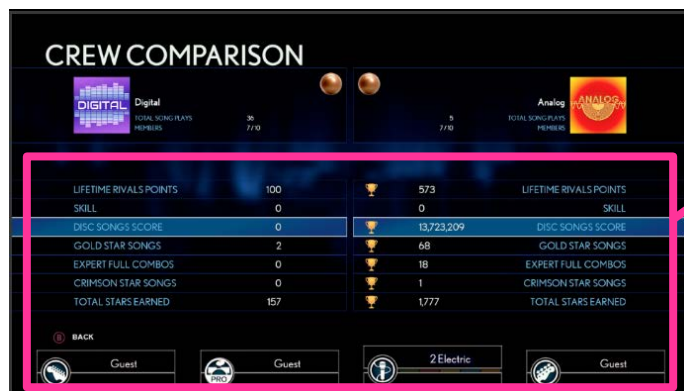 CREW COMPARISON
DIGITAL
Digital
TOTAL SONG PLAYS 36
MEMBERS 7/10
Analog
ANALOG
5 TOTAL SONG PLAYS
7/10 MEMBERS
LIFETIME RIVALS POINTS 100 573 LIFETIME RIVALS POINTS
SKILL 0 0 SKILL
DISC SONGS SCORE 0 13,723,209 DISC SONGS SCORE
GOLD STAR SONGS 2 68 GOLD STAR SONGS
EXPERT FULL COMBOS 0 18 EXPERT FULL COMBOS
CRIMSON STAR SONGS 0 1 CRIMSON STAR SONGS
TOTAL STARS EARNED 157 1,777 TOTAL STARS EARNED
B BACK
Guest PRO Guest 2 Electric Guest